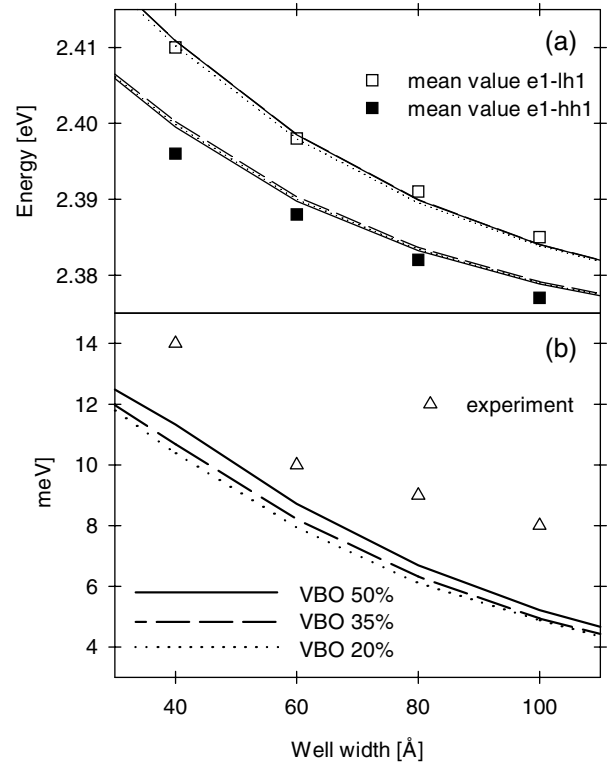 2.41
2.40
2.39
2.38
Energy [eV]
(a)
mean value e1-lh1
mean value e1-hh1
14
12
10
8
6
4
meV]
(b)
experiment
VBO 50%
VBO 35%
VBO 20%
40 60 80 100
Well width [Å]